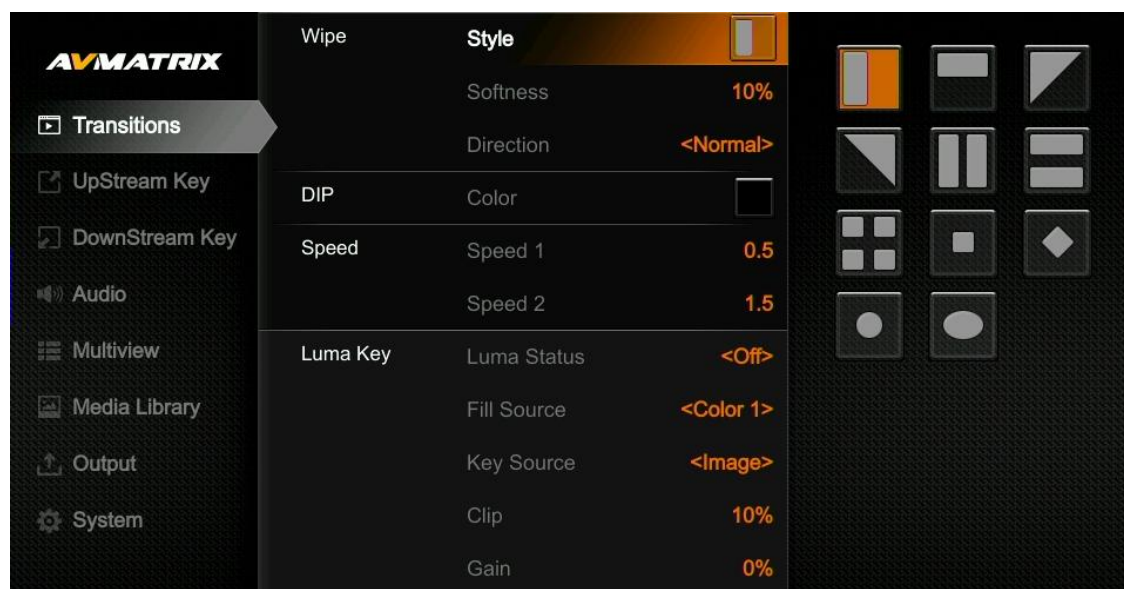 AVMATRIX
Transitions
UpStream Key
DownStream Key
Audio
Multiview
Media Library
Output
System
Wipe Style
Softness 10%
Direction <Normal>
DIP Color
Speed Speed 1 0.5
Speed 2 1.5
Luma Key Luma Status <Off>
Fill Source <Color 1>
Key Source <Image>
Clip 10%
Gain 0%